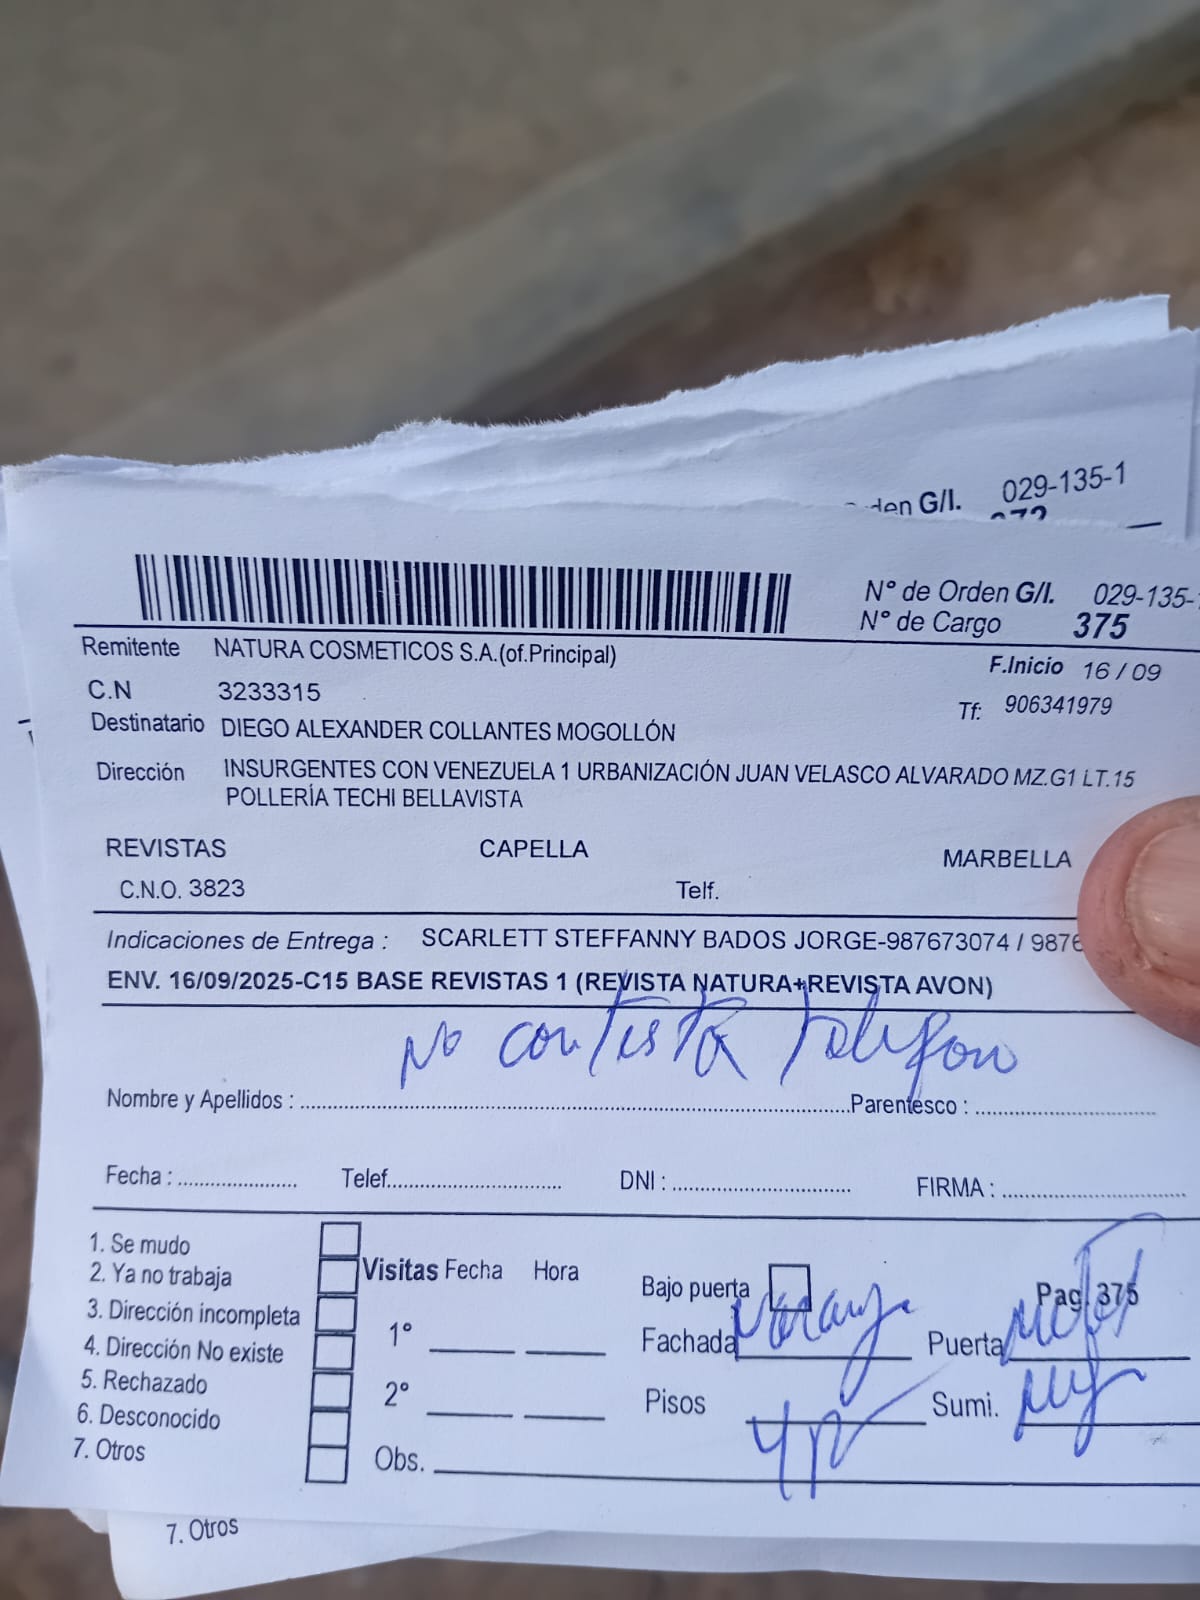 den G/I. 029-135-1
N° de Orden G/I. 029-135-
N° de Cargo 375
Remitente NATURA COSMETICOS S.A.(of.Principal)
F.Inicio 16 / 09
C.N 3233315
Tf: 906341979
Destinatario DIEGO ALEXANDER COLLANTES MOGOLLÓN
Dirección INSURGENTES CON VENEZUELA 1 URBANIZACIÓN JUAN VELASCO ALVARADO MZ.G1 LT.15
POLLERÍA TECHI BELLAVISTA
REVISTAS CAPELLA MARBELLA
C.N.O. 3823 Telf.
Indicaciones de Entrega : SCARLETT STEFFANNY BADOS JORGE-987673074 / 9876
ENV. 16/09/2025-C15 BASE REVISTAS 1 (REVISTA NATURA+REVISTA AVON)
No contesta telefon
Nombre y Apellidos : Parentesco :
Fecha : Telef. DNI : FIRMA :
1. Se mudo
2. Ya no trabaja
3. Dirección incompleta
4. Dirección No existe
5. Rechazado
6. Desconocido
7. Otros
Visitas Fecha Hora
1°
2°
Obs.
Bajo puerta Pag. 375
Fachada Puerta
Pisos 4 Sumi.
7. Otros